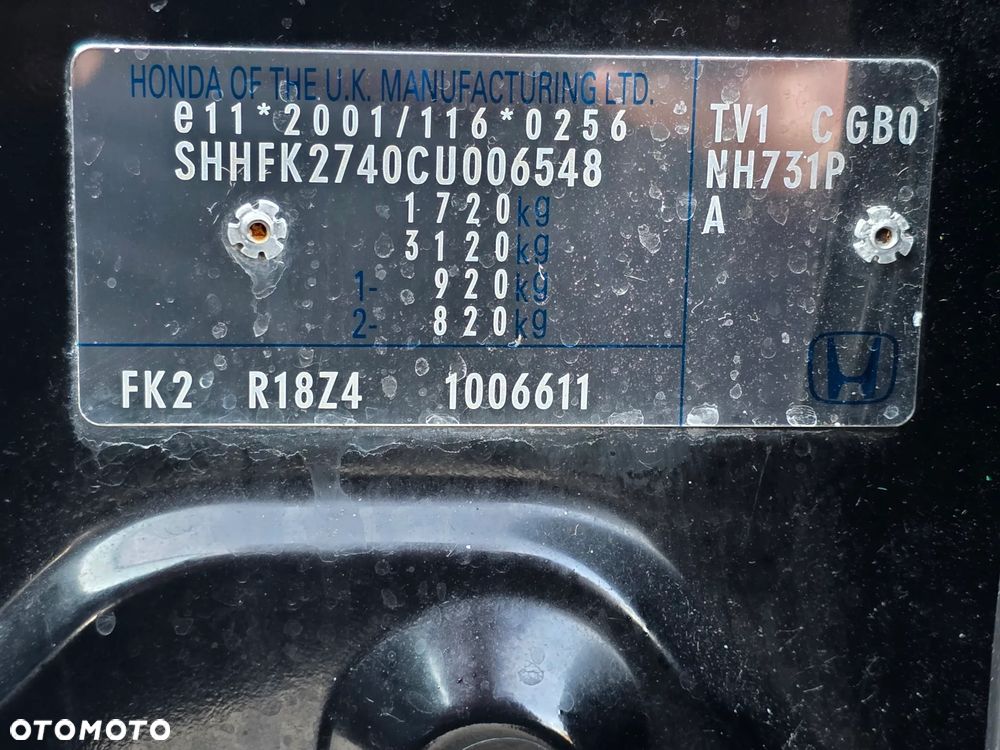 HONDA OF THE U.K. MANUFACTURING LTD.
e11*2001/116*0256
SHHFK2740CU006548
1720kg
3120kg
1- 920kg
2- 820kg
FK2 R18Z4 1006611
TV1 C GB0
NH731P
A
OTOMOTO